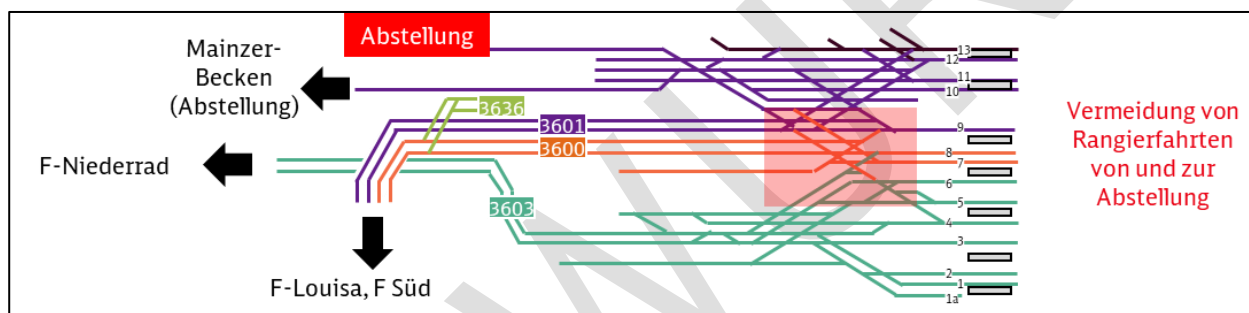 Abstellung
Mainzer-
Becken
(Abstellung)
F-Niederrad
3636
3601
3600
3603
F-Louisa, F Süd
13
12
11
10
9
8
7
6
5
4
3
2
1
1a
Vermeidung von
Rangierfahrten
von und zur
Abstellung